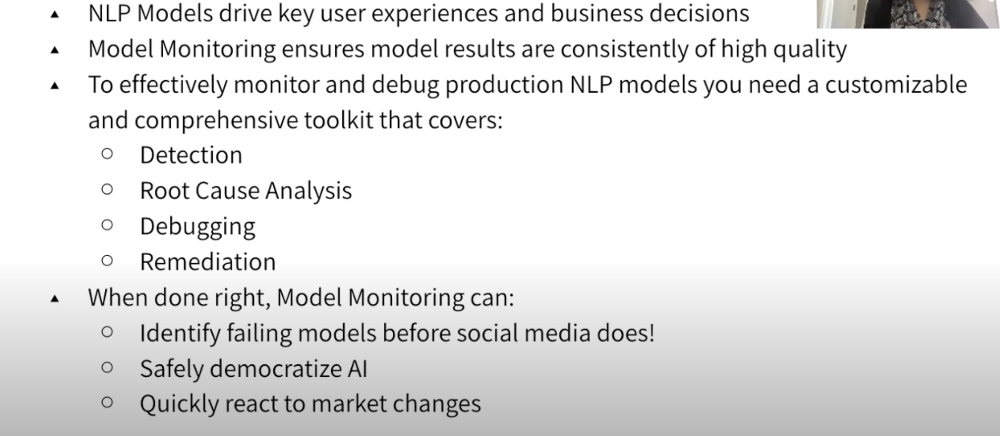 ▲ NLP Models drive key user experiences and business decisions
▲ Model Monitoring ensures model results are consistently of high quality
▲ To effectively monitor and debug production NLP models you need a customizable
and comprehensive toolkit that covers:
○ Detection
○ Root Cause Analysis
○ Debugging
○ Remediation
▲ When done right, Model Monitoring can:
○ Identify failing models before social media does!
○ Safely democratize AI
○ Quickly react to market changes